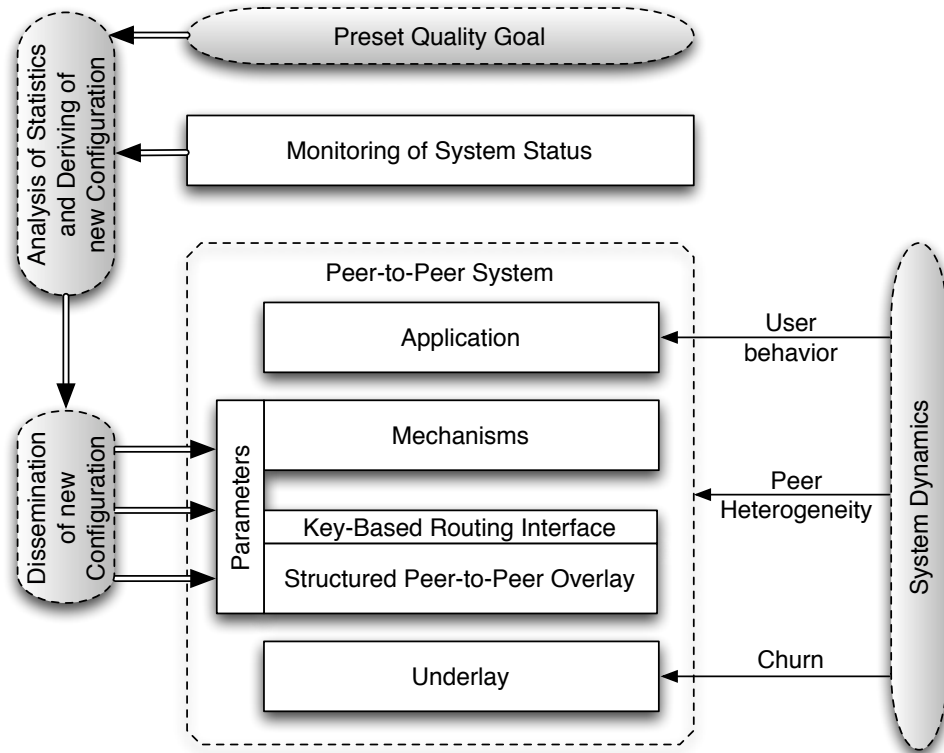 Preset Quality Goal
Analysis of Statistics
and Deriving of
new Configuration
Monitoring of System Status
Peer-to-Peer System
Application
User
behavior
Mechanisms
Parameters
Dissemination
of new
Configuration
Key-Based Routing Interface
Structured Peer-to-Peer Overlay
Peer
Heterogeneity
System Dynamics
Underlay
Churn